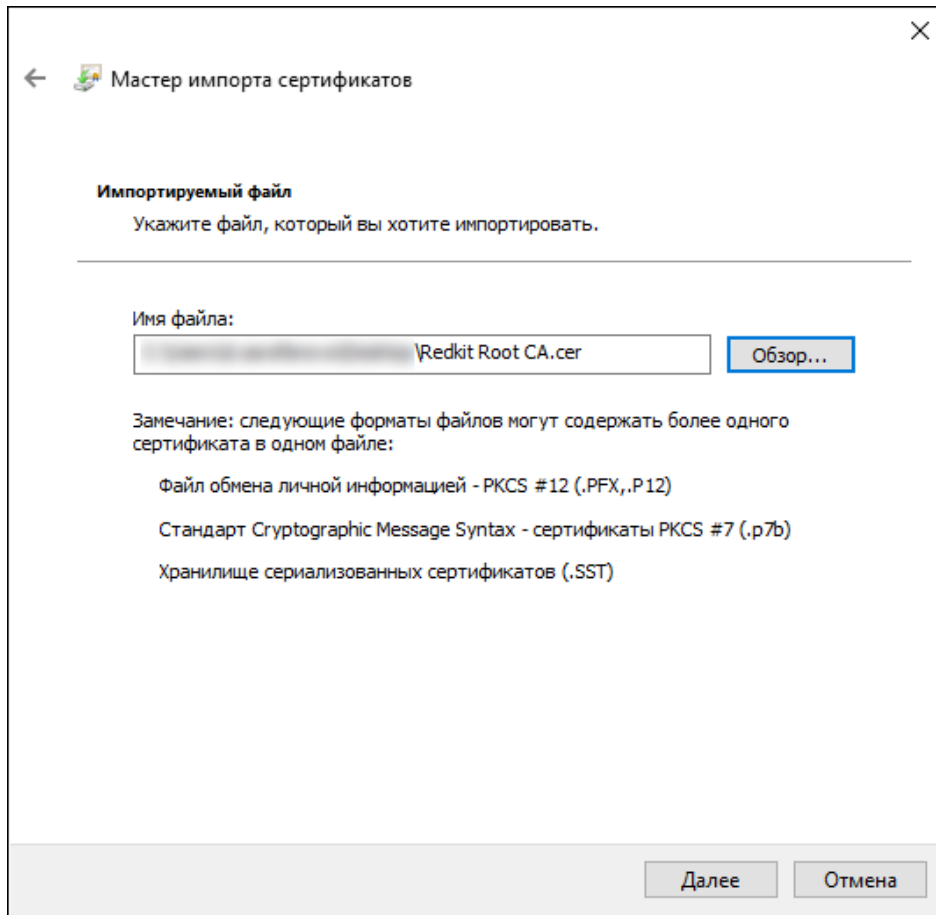 Мастер импорта сертификатов
Импортируемый файл
Укажите файл, который вы хотите импортировать.
Имя файла:
\Redkit Root CA.cer
Обзор...
Замечание: следующие форматы файлов могут содержать более одного
сертификата в одном файле:
Файл обмена личной информацией - PKCS #12 (.PFX,.P12)
Стандарт Cryptographic Message Syntax - сертификаты PKCS #7 (.p7b)
Хранилище сериализованных сертификатов (.SST)
Далее
Отмена